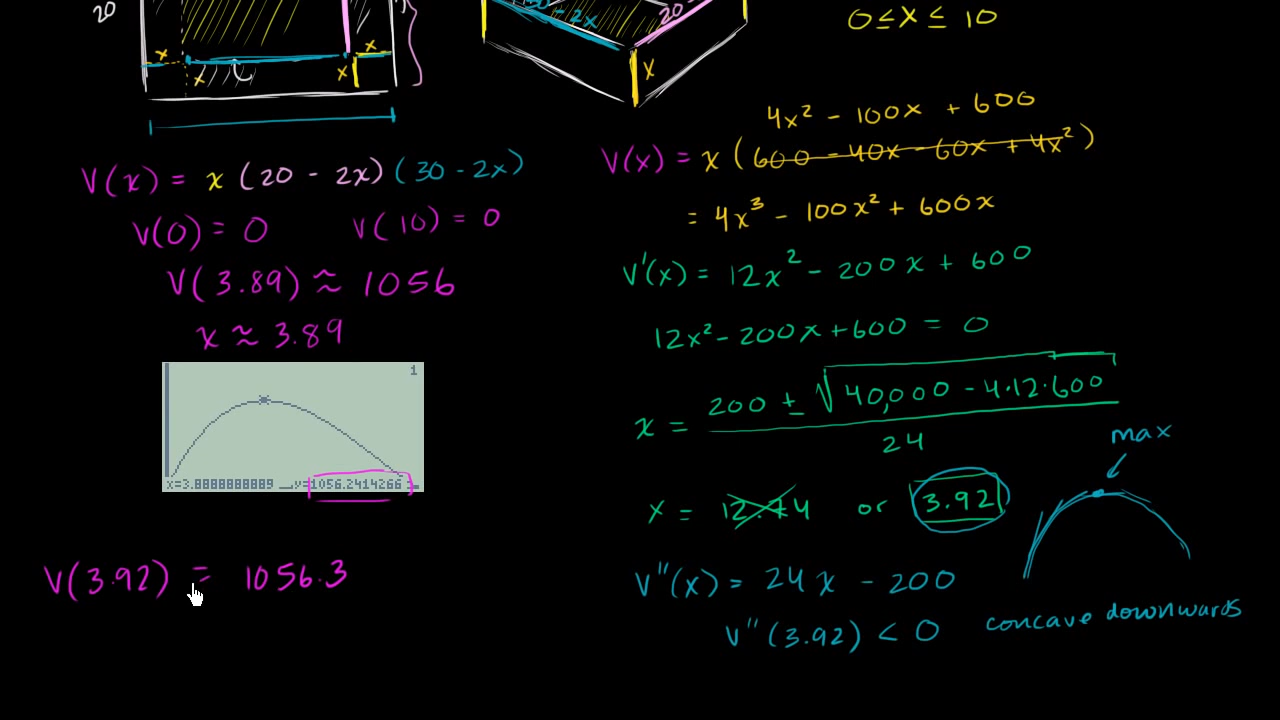 20
x
x
x
x
30 - 2x
20
x
0 ≤ x ≤ 10
4x² - 100x + 600
V(x) = x (20 - 2x) (30 - 2x)
V(0) = 0 V(10) = 0
V(3.89) ≈ 1056
x ≈ 3.89
1
y=1056.2414266
V(3.92) = 1056.3
V(x) = x (600 - 40x - 60x + 4x²)
= 4x³ - 100x² + 600x
V'(x) = 12x² - 200x + 600
12x² - 200x + 600 = 0
x = 200 ± √40,000 - 4·12·600
24
x = 12.74 or 3.92
max
V''(x) = 24x - 200
V''(3.92) < 0 concave downwards